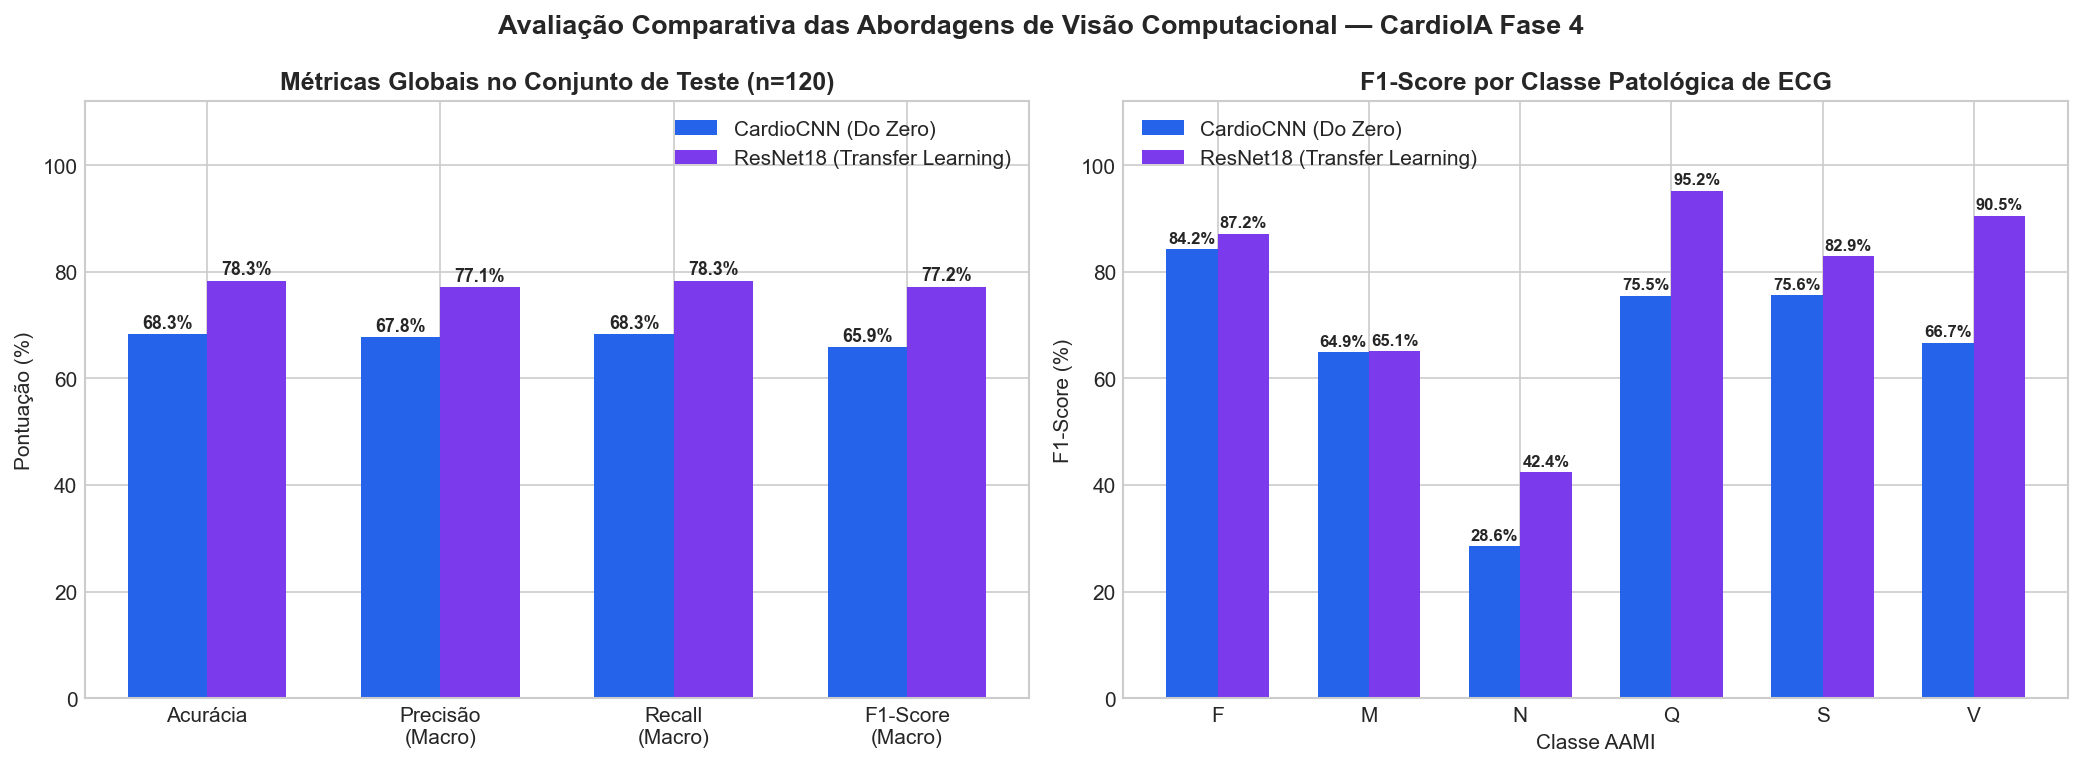 Avaliação Comparativa das Abordagens de Visão Computacional — CardioIA Fase 4
Métricas Globais no Conjunto de Teste (n=120)
CardioCNN (Do Zero)
ResNet18 (Transfer Learning)
Pontuação (%)
100
80
60
40
20
0
68.3%
78.3%
67.8%
77.1%
68.3%
78.3%
65.9%
77.2%
Acurácia
Precisão
(Macro)
Recall
(Macro)
F1-Score
(Macro)
F1-Score por Classe Patológica de ECG
CardioCNN (Do Zero)
ResNet18 (Transfer Learning)
F1-Score (%)
100
80
60
40
20
0
84.2%
87.2%
64.9%
65.1%
28.6%
42.4%
75.5%
95.2%
75.6%
82.9%
66.7%
90.5%
F
M
N
Q
S
V
Classe AAMI